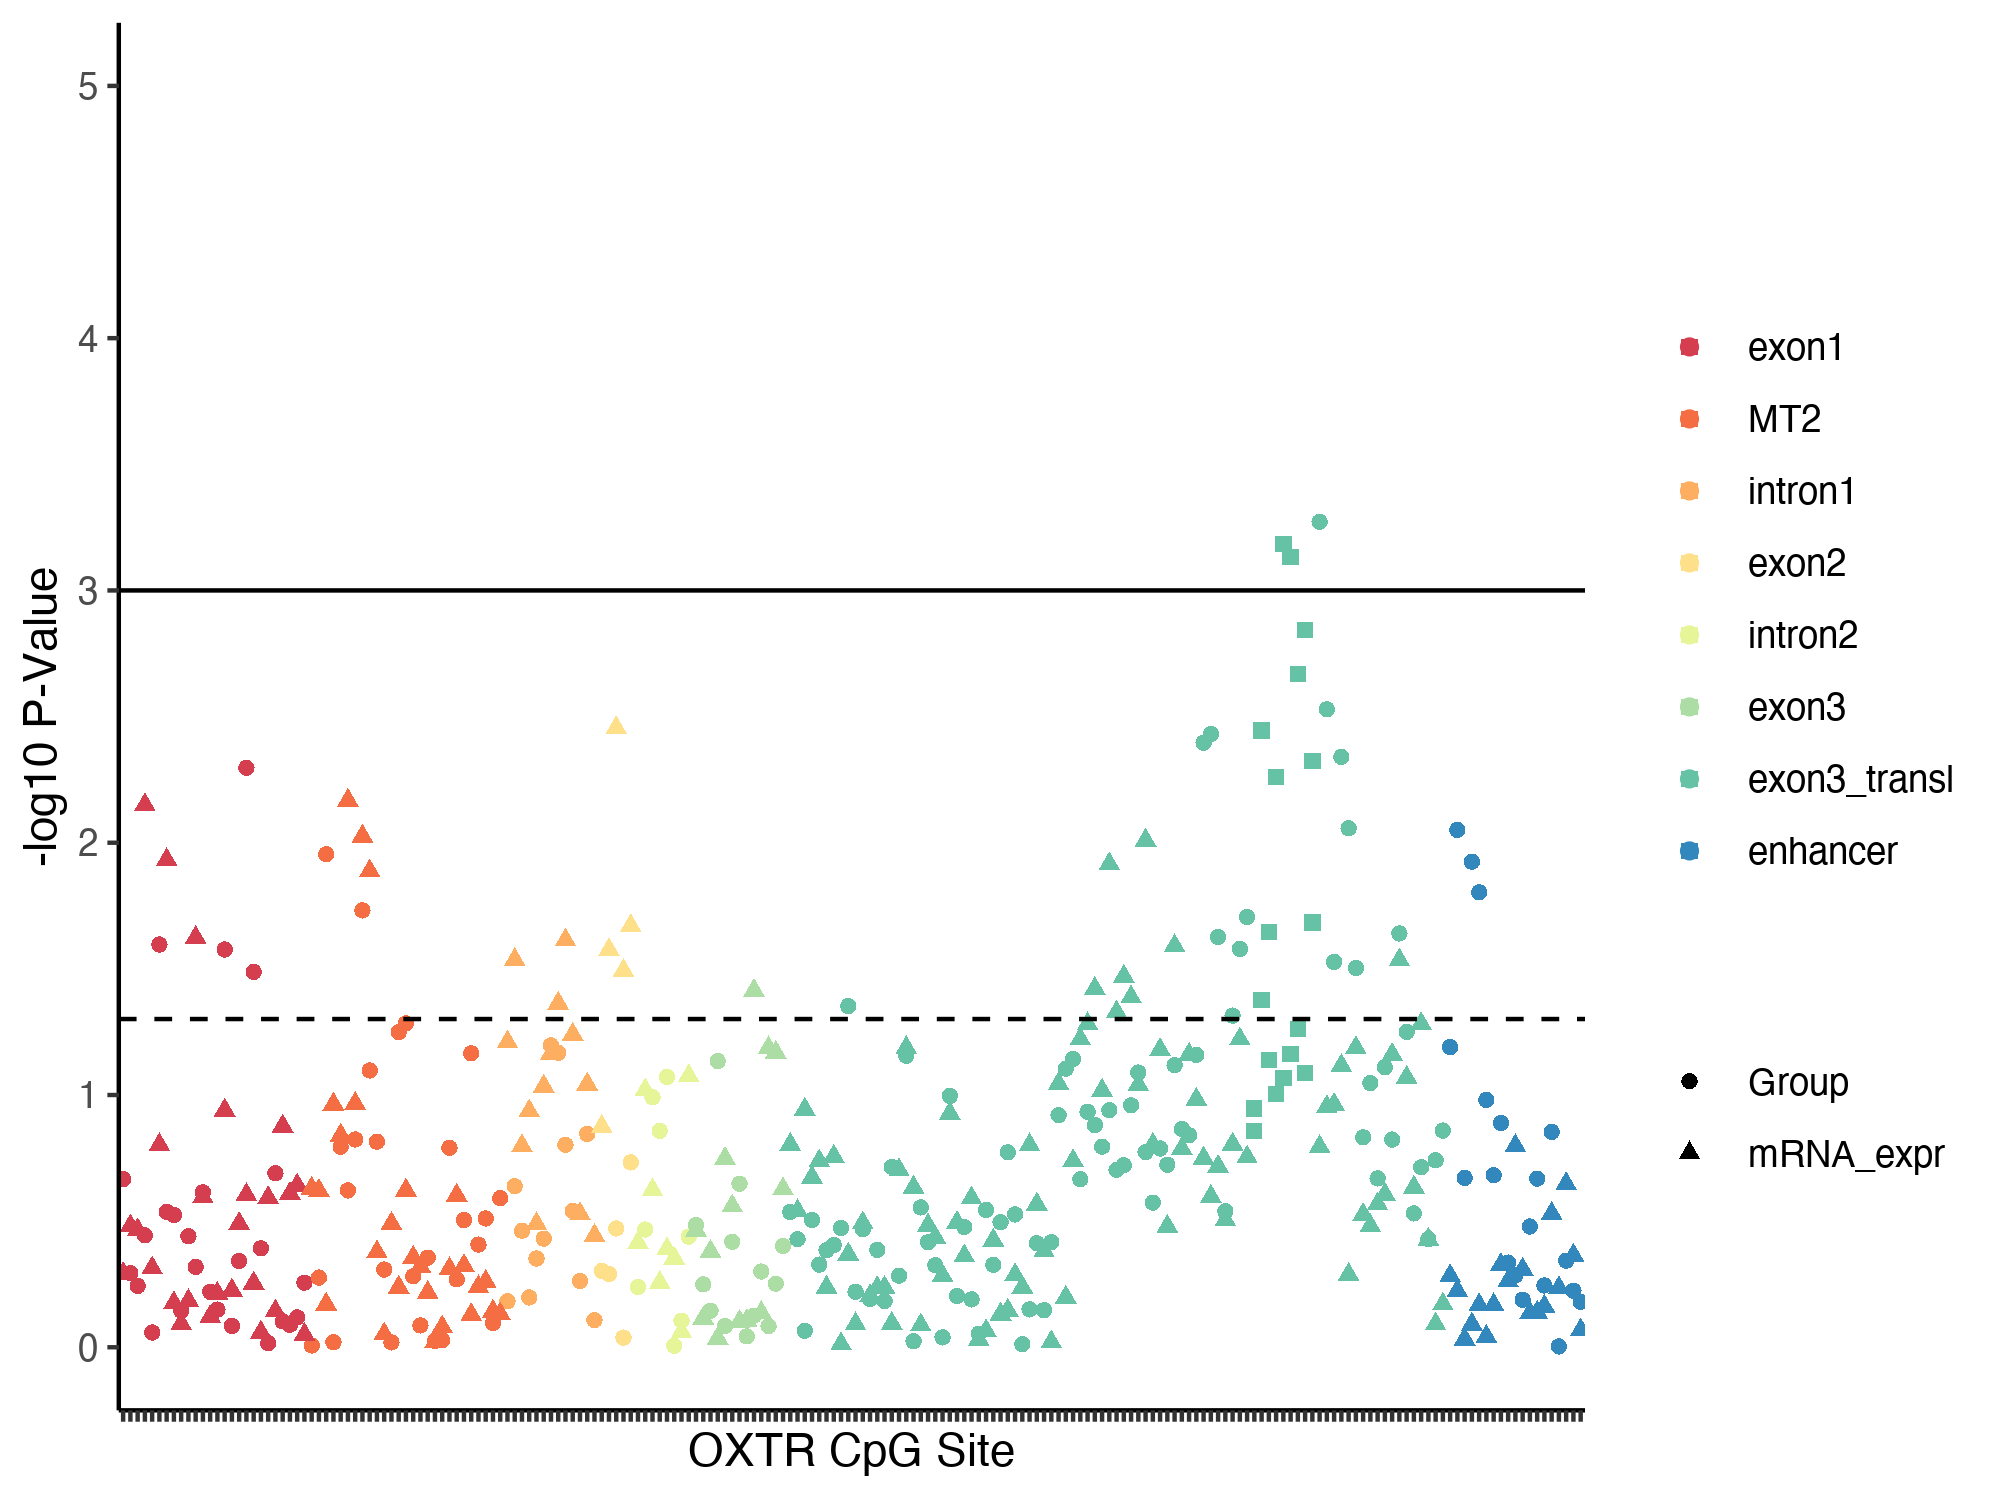 5
4
3
2
1
0
-log10 P-Value
OXTR CpG Site
exon1
MT2
intron1
exon2
intron2
exon3
exon3_transl
enhancer
Group
mRNA_expr